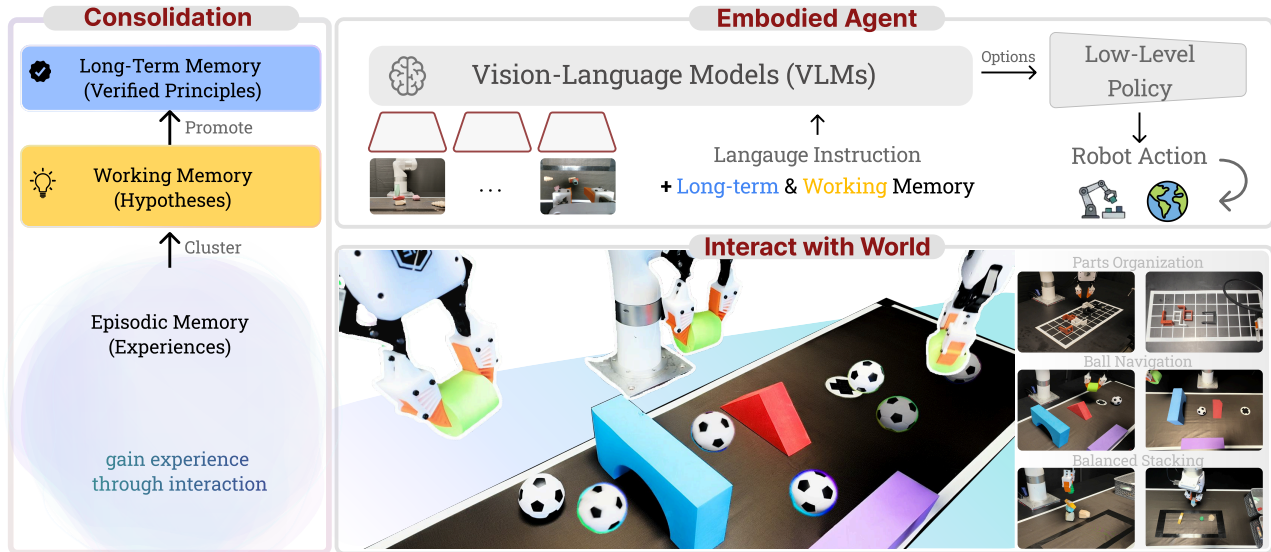 Consolidation
Long-Term Memory
(Verified Principles)
Promote
Working Memory
(Hypotheses)
Cluster
Episodic Memory
(Experiences)
gain experience
through interaction
Embodied Agent
Vision-Language Models (VLMs)
Options
Low-Level
Policy
...
Langauge Instruction
+ Long-term & Working Memory
Robot Action
Interact with World
Parts Organization
Ball Navigation
Balanced Stacking